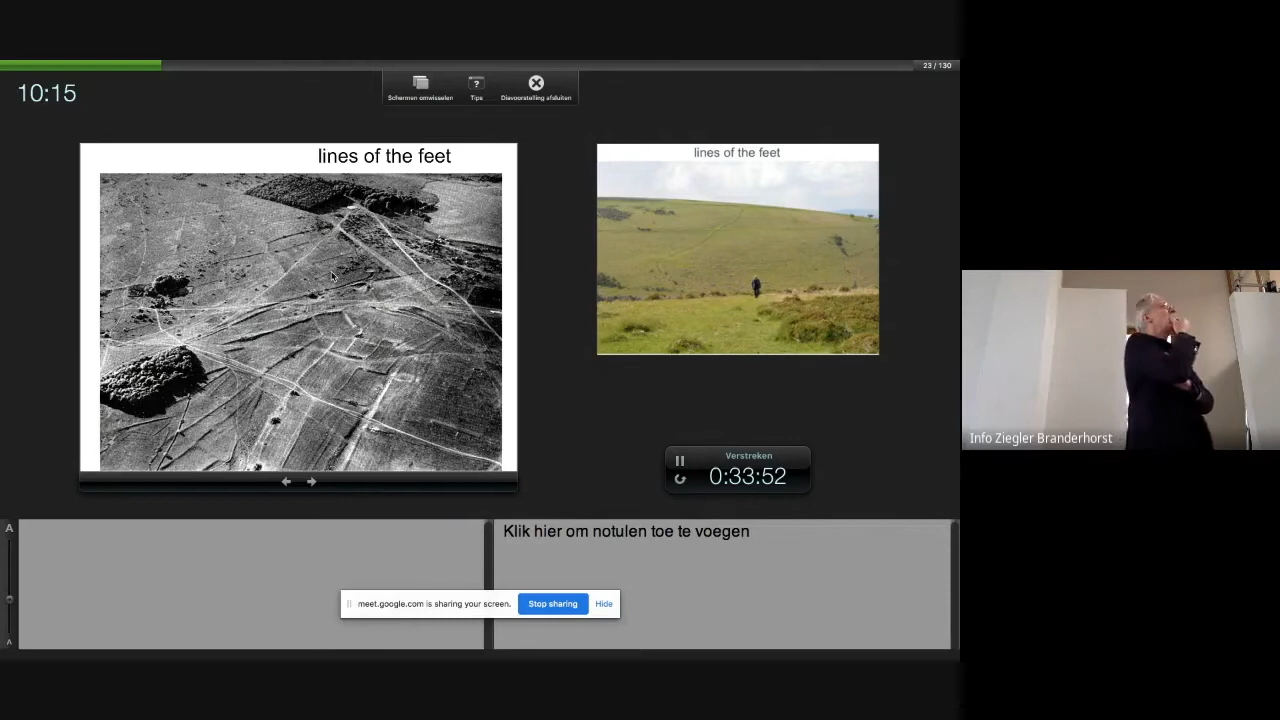 23 / 130
10:15
Schermen omwisselen
Tips
Diavoorstelling afsluiten
lines of the feet
lines of the feet
Verstreken
0:33:52
Info Ziegler Branderhorst
A
Klik hier om notulen toe te voegen
meet.google.com is sharing your screen.
Stop sharing
Hide
A